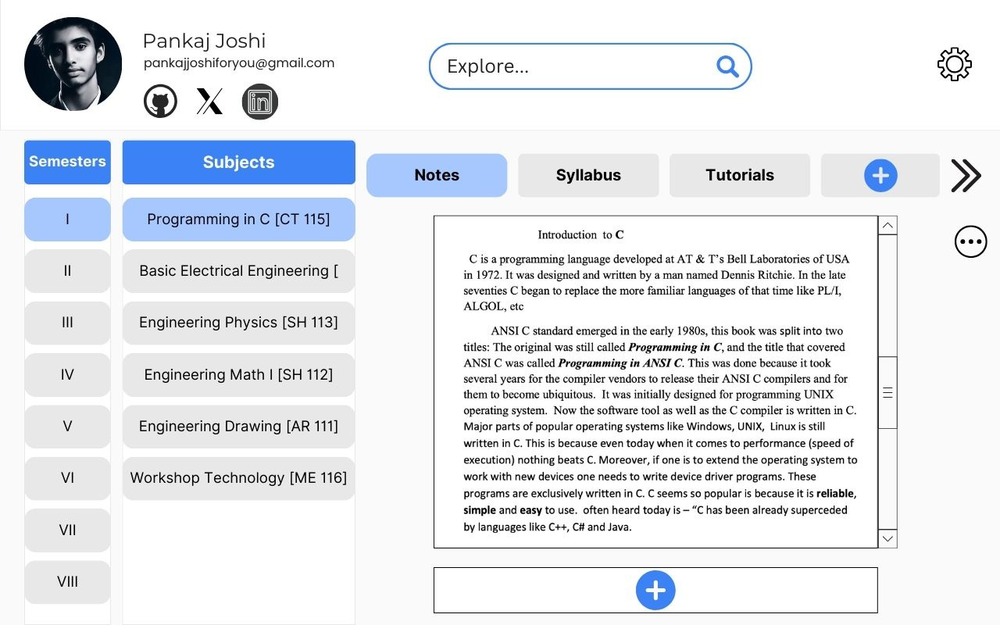 Pankaj Joshi
pankajjoshiforyou@gmail.com
in
Explore...
Semesters
I
II
III
IV
V
VI
VII
VIII
Subjects
Programming in C [CT 115]
Basic Electrical Engineering [
Engineering Physics [SH 113]
Engineering Math I [SH 112]
Engineering Drawing [AR 111]
Workshop Technology [ME 116]
Notes
Syllabus
Tutorials
Introduction to C
C is a programming language developed at AT & T's Bell Laboratories of USA
in 1972. It was designed and written by a man named Dennis Ritchie. In the late
seventies C began to replace the more familiar languages of that time like PL/I,
ALGOL, etc
ANSI C standard emerged in the early 1980s, this book was split into two
titles: The original was still called Programming in C, and the title that covered
ANSI C was called Programming in ANSI C. This was done because it took
several years for the compiler vendors to release their ANSI C compilers and for
them to become ubiquitous. It was initially designed for programming UNIX
operating system. Now the software tool as well as the C compiler is written in C.
Major parts of popular operating systems like Windows, UNIX, Linux is still
written in C. This is because even today when it comes to performance (speed of
execution) nothing beats C. Moreover, if one is to extend the operating system to
work with new devices one needs to write device driver programs. These
programs are exclusively written in C. C seems so popular is because it is reliable,
simple and easy to use. often heard today is – “C has been already superceded
by languages like C++, C# and Java.